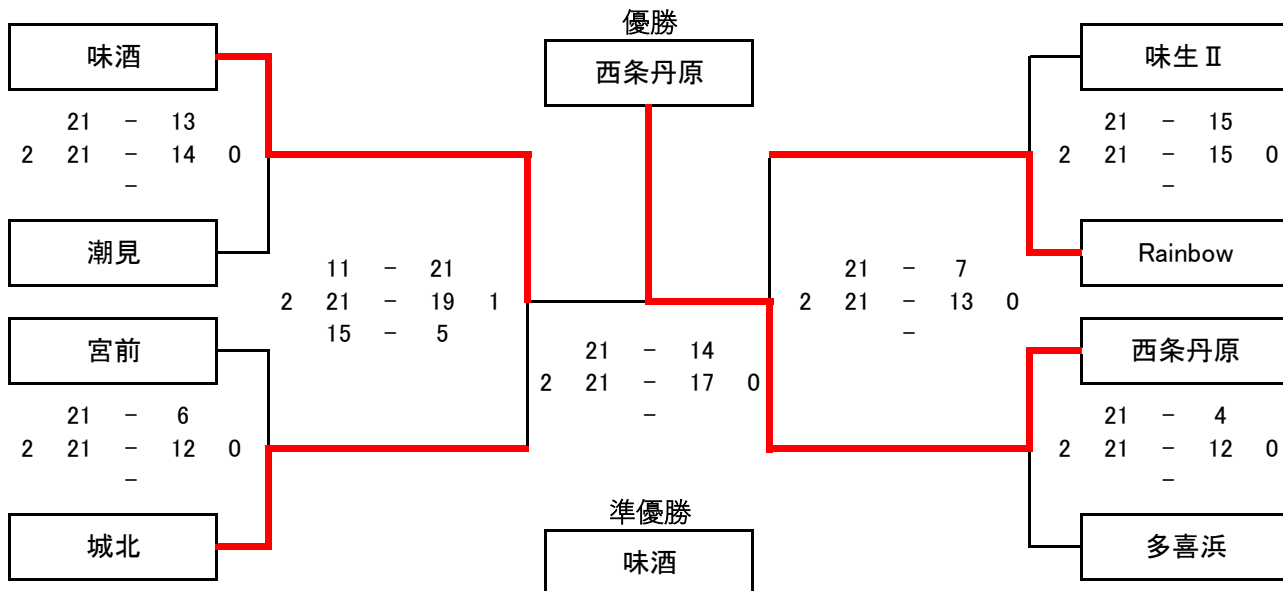 優勝
味酒
西条丹原
味生Ⅱ
21 - 13
2 21 - 14 0
-
21 - 15
2 21 - 15 0
-
潮見
Rainbow
11 - 21
2 21 - 19 1
15 - 5
21 - 7
2 21 - 13 0
-
宮前
西条丹原
21 - 14
2 21 - 17 0
-
21 - 6
2 21 - 12 0
-
21 - 4
2 21 - 12 0
-
城北
準優勝
味酒
多喜浜